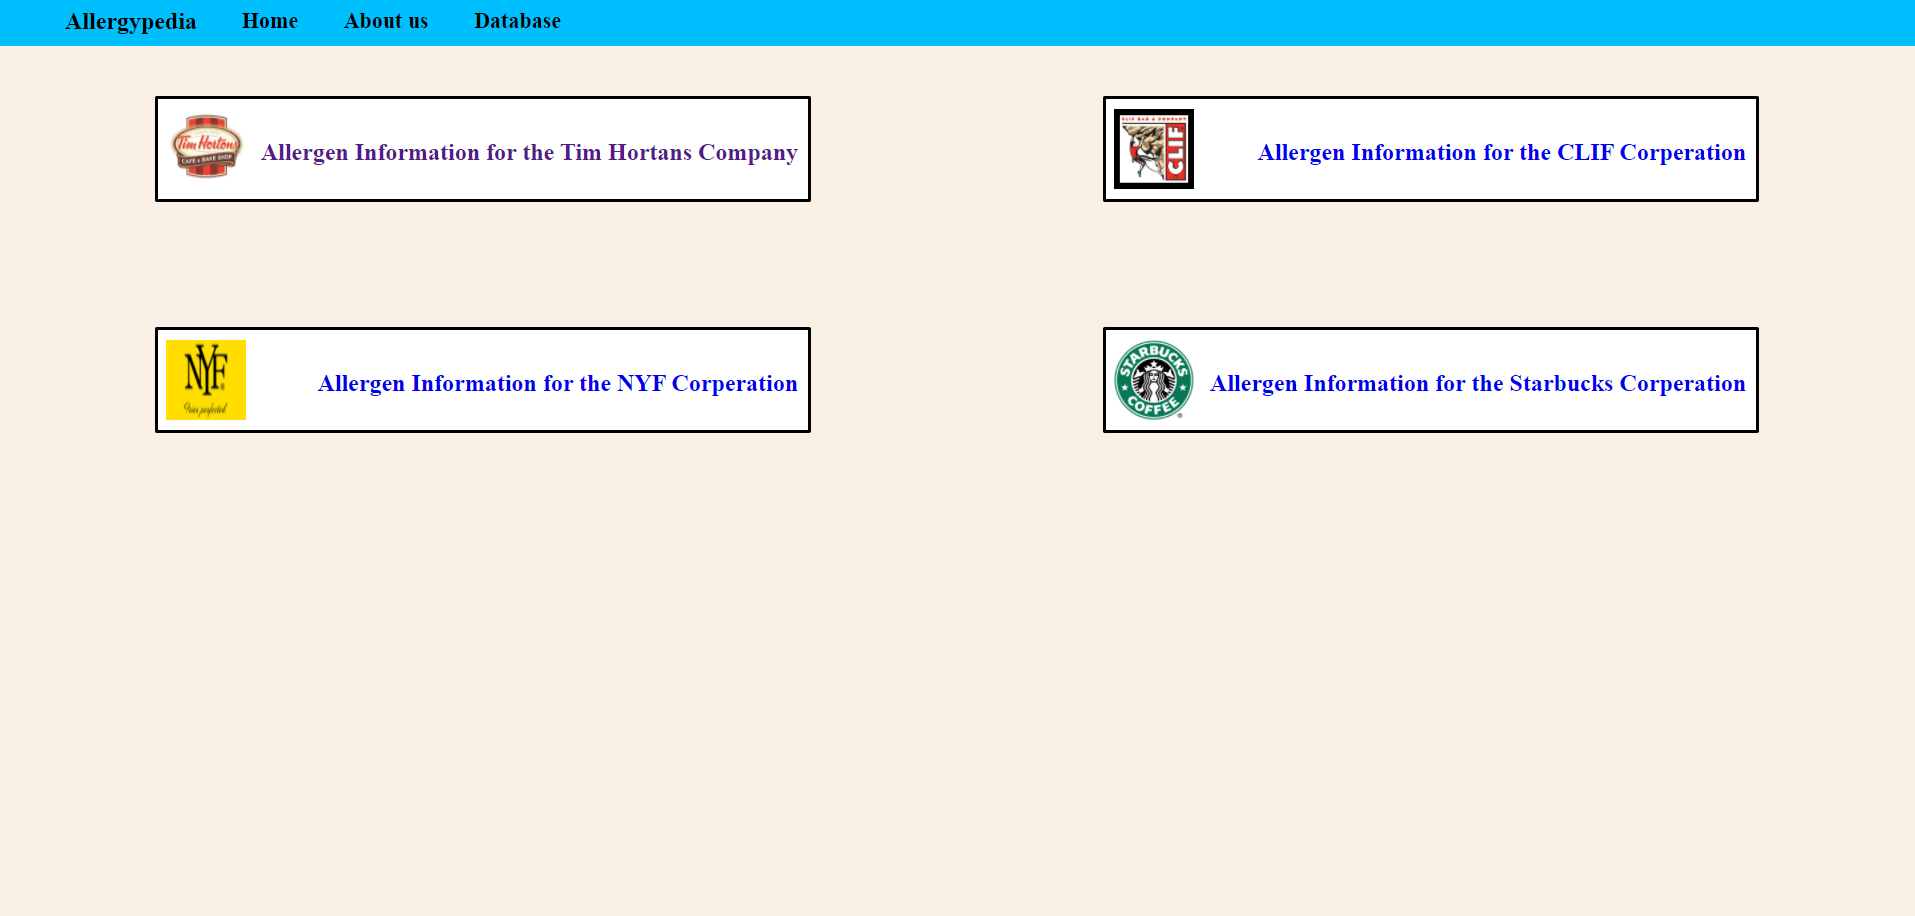 Allergypedia Home About us Database
Tim Hortons
CAFE & BAKE SHOP
Allergen Information for the Tim Hortans Company
CLIF BAR & COMPANY
CLIF
Allergen Information for the CLIF Corperation
NYF
Allergen Information for the NYF Corperation
STARBUCKS
COFFEE
Allergen Information for the Starbucks Corperation